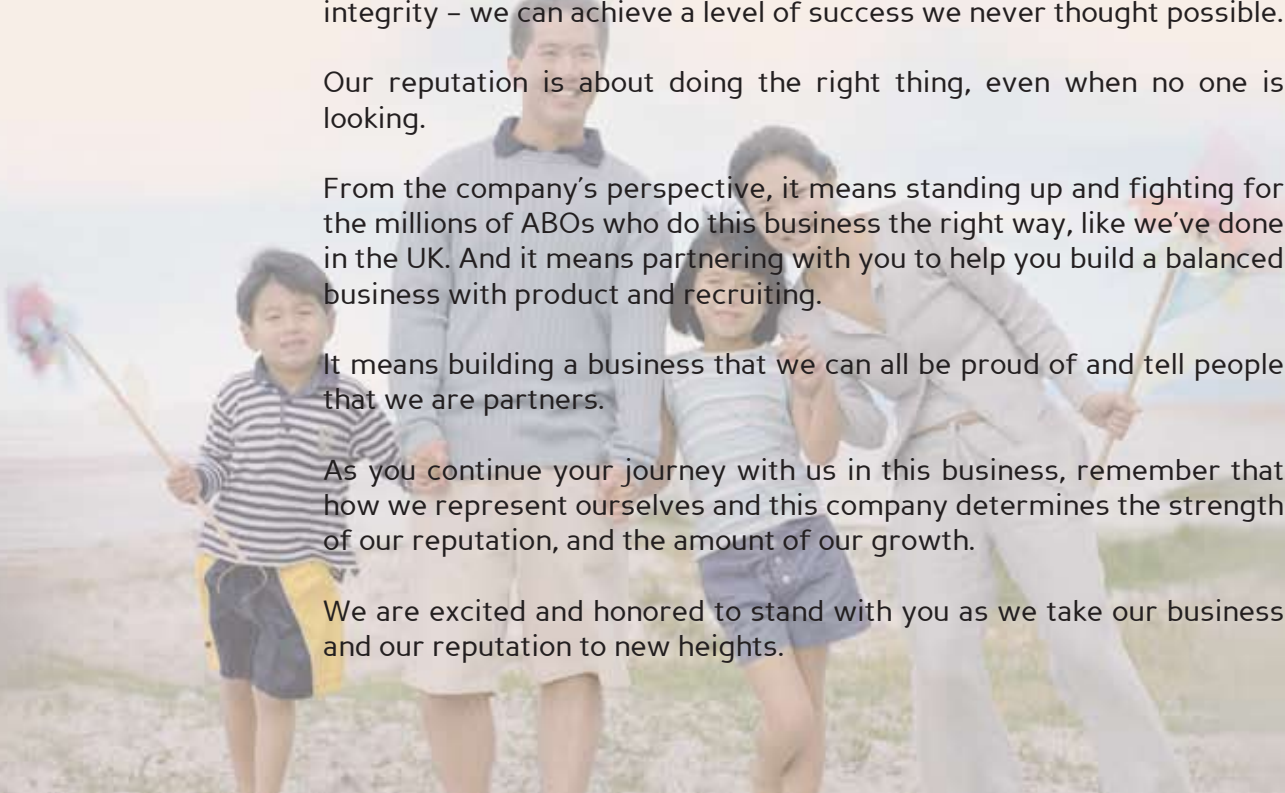 integrity – we can achieve a level of success we never thought possible.
Our reputation is about doing the right thing, even when no one is
looking.
From the company’s perspective, it means standing up and fighting for
the millions of ABOs who do this business the right way, like we’ve done
in the UK. And it means partnering with you to help you build a balanced
business with product and recruiting.
It means building a business that we can all be proud of and tell people
that we are partners.
As you continue your journey with us in this business, remember that
how we represent ourselves and this company determines the strength
of our reputation, and the amount of our growth.
We are excited and honored to stand with you as we take our business
and our reputation to new heights.